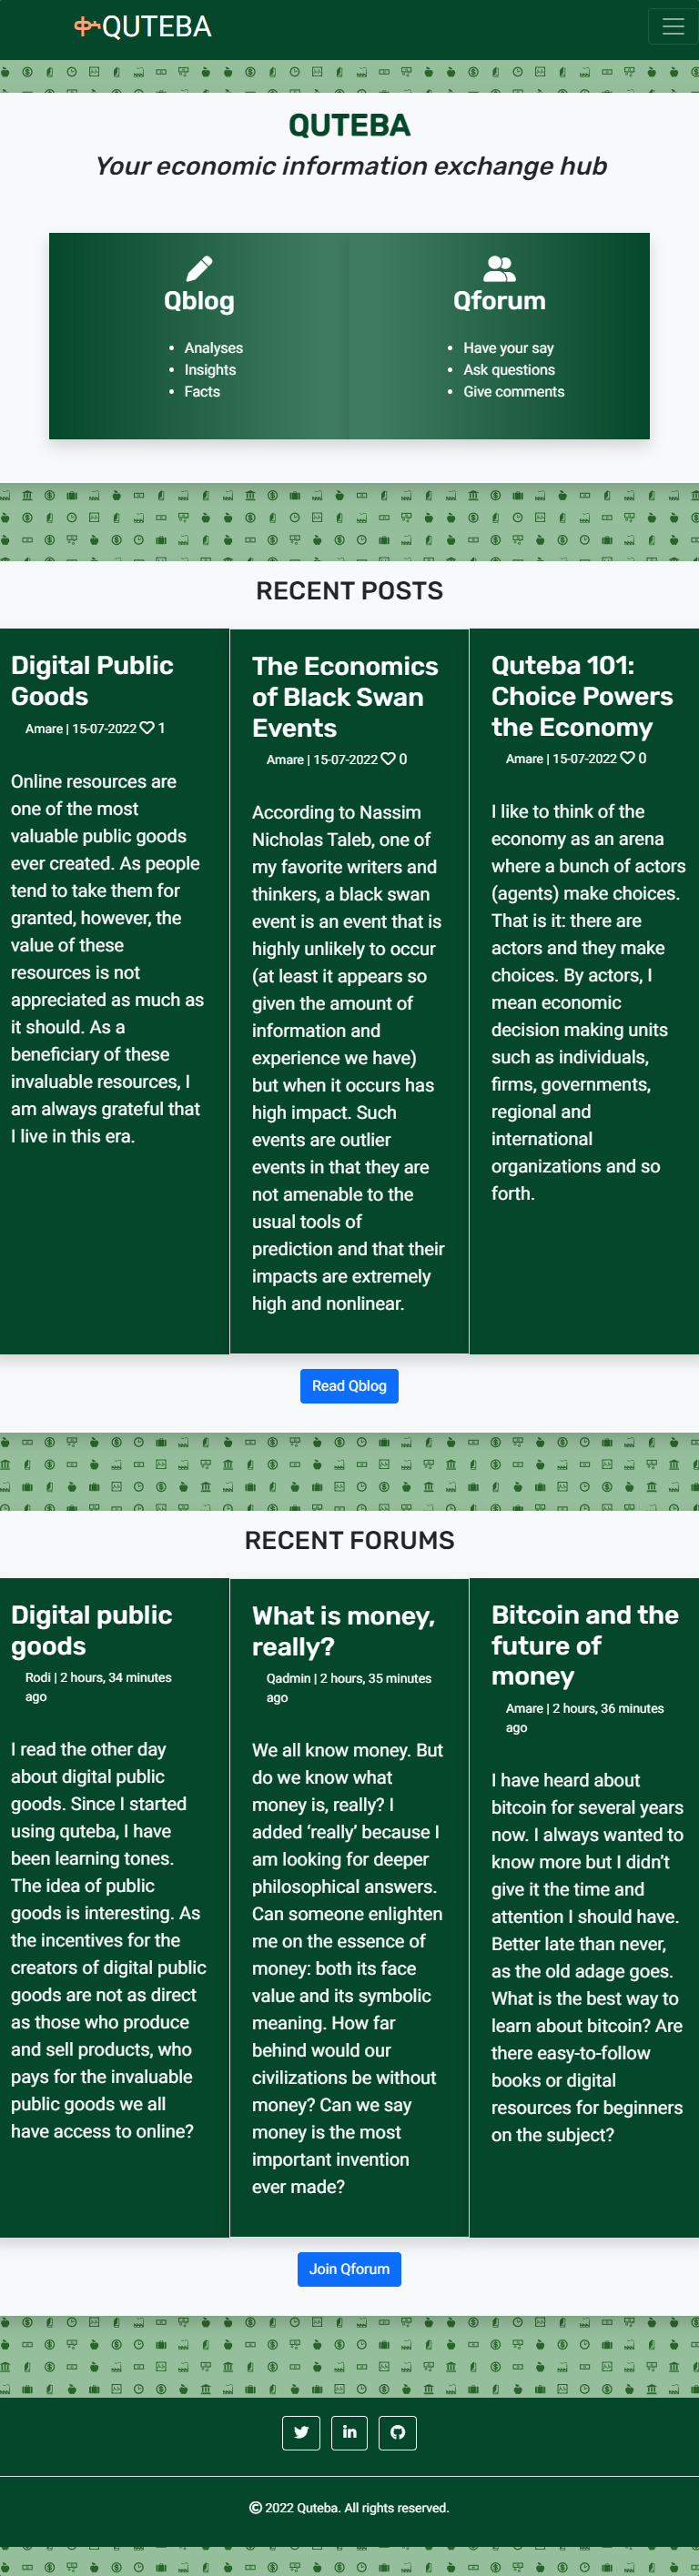 QUTEBA
QUTEBA
Your economic information exchange hub
Qblog
• Analyses
• Insights
• Facts
Qforum
• Have your say
• Ask questions
• Give comments
RECENT POSTS
Digital Public
Goods
Amare | 15-07-2022 1
Online resources are
one of the most
valuable public goods
ever created. As people
tend to take them for
granted, however, the
value of these
resources is not
appreciated as much as
it should. As a
beneficiary of these
invaluable resources, I
am always grateful that
I live in this era.
The Economics
of Black Swan
Events
Amare | 15-07-2022 0
According to Nassim
Nicholas Taleb, one of
my favorite writers and
thinkers, a black swan
event is an event that is
highly unlikely to occur
(at least it appears so
given the amount of
information and
experience we have)
but when it occurs has
high impact. Such
events are outlier
events in that they are
not amenable to the
usual tools of
prediction and that their
impacts are extremely
high and nonlinear.
Quteba 101:
Choice Powers
the Economy
Amare | 15-07-2022 0
I like to think of the
economy as an arena
where a bunch of actors
(agents) make choices.
That is it: there are
actors and they make
choices. By actors, I
mean economic
decision making units
such as individuals,
firms, governments,
regional and
international
organizations and so
forth.
Read Qblog
RECENT FORUMS
Digital public
goods
Rodi | 2 hours, 34 minutes
ago
I read the other day
about digital public
goods. Since I started
using quteba, I have
been learning tones.
The idea of public
goods is interesting. As
the incentives for the
creators of digital public
goods are not as direct
as those who produce
and sell products, who
pays for the invaluable
public goods we all
have access to online?
What is money,
really?
Qadmin | 2 hours, 35 minutes
ago
We all know money. But
do we know what
money is, really? I
added ‘really’ because I
am looking for deeper
philosophical answers.
Can someone enlighten
me on the essence of
money: both its face
value and its symbolic
meaning. How far
behind would our
civilizations be without
money? Can we say
money is the most
important invention
ever made?
Bitcoin and the
future of
money
Amare | 2 hours, 36 minutes
ago
I have heard about
bitcoin for several years
now. I always wanted to
know more but I didn’t
give it the time and
attention I should have.
Better late than never,
as the old adage goes.
What is the best way to
learn about bitcoin? Are
there easy-to-follow
books or digital
resources for beginners
on the subject?
Join Qforum
© 2022 Quteba. All rights reserved.